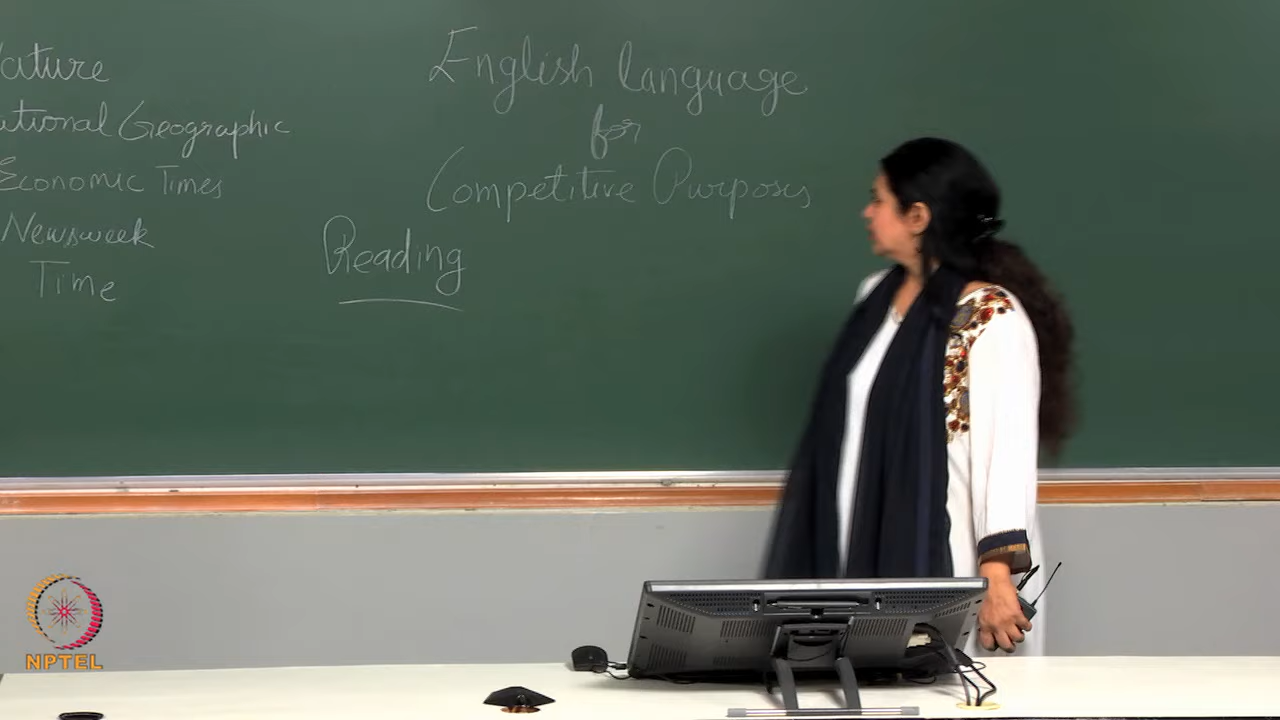 ature
ational Geographic
Economic Times
Newsweek
Time
English language
for
Competitive Purposes
Reading
NPTEL